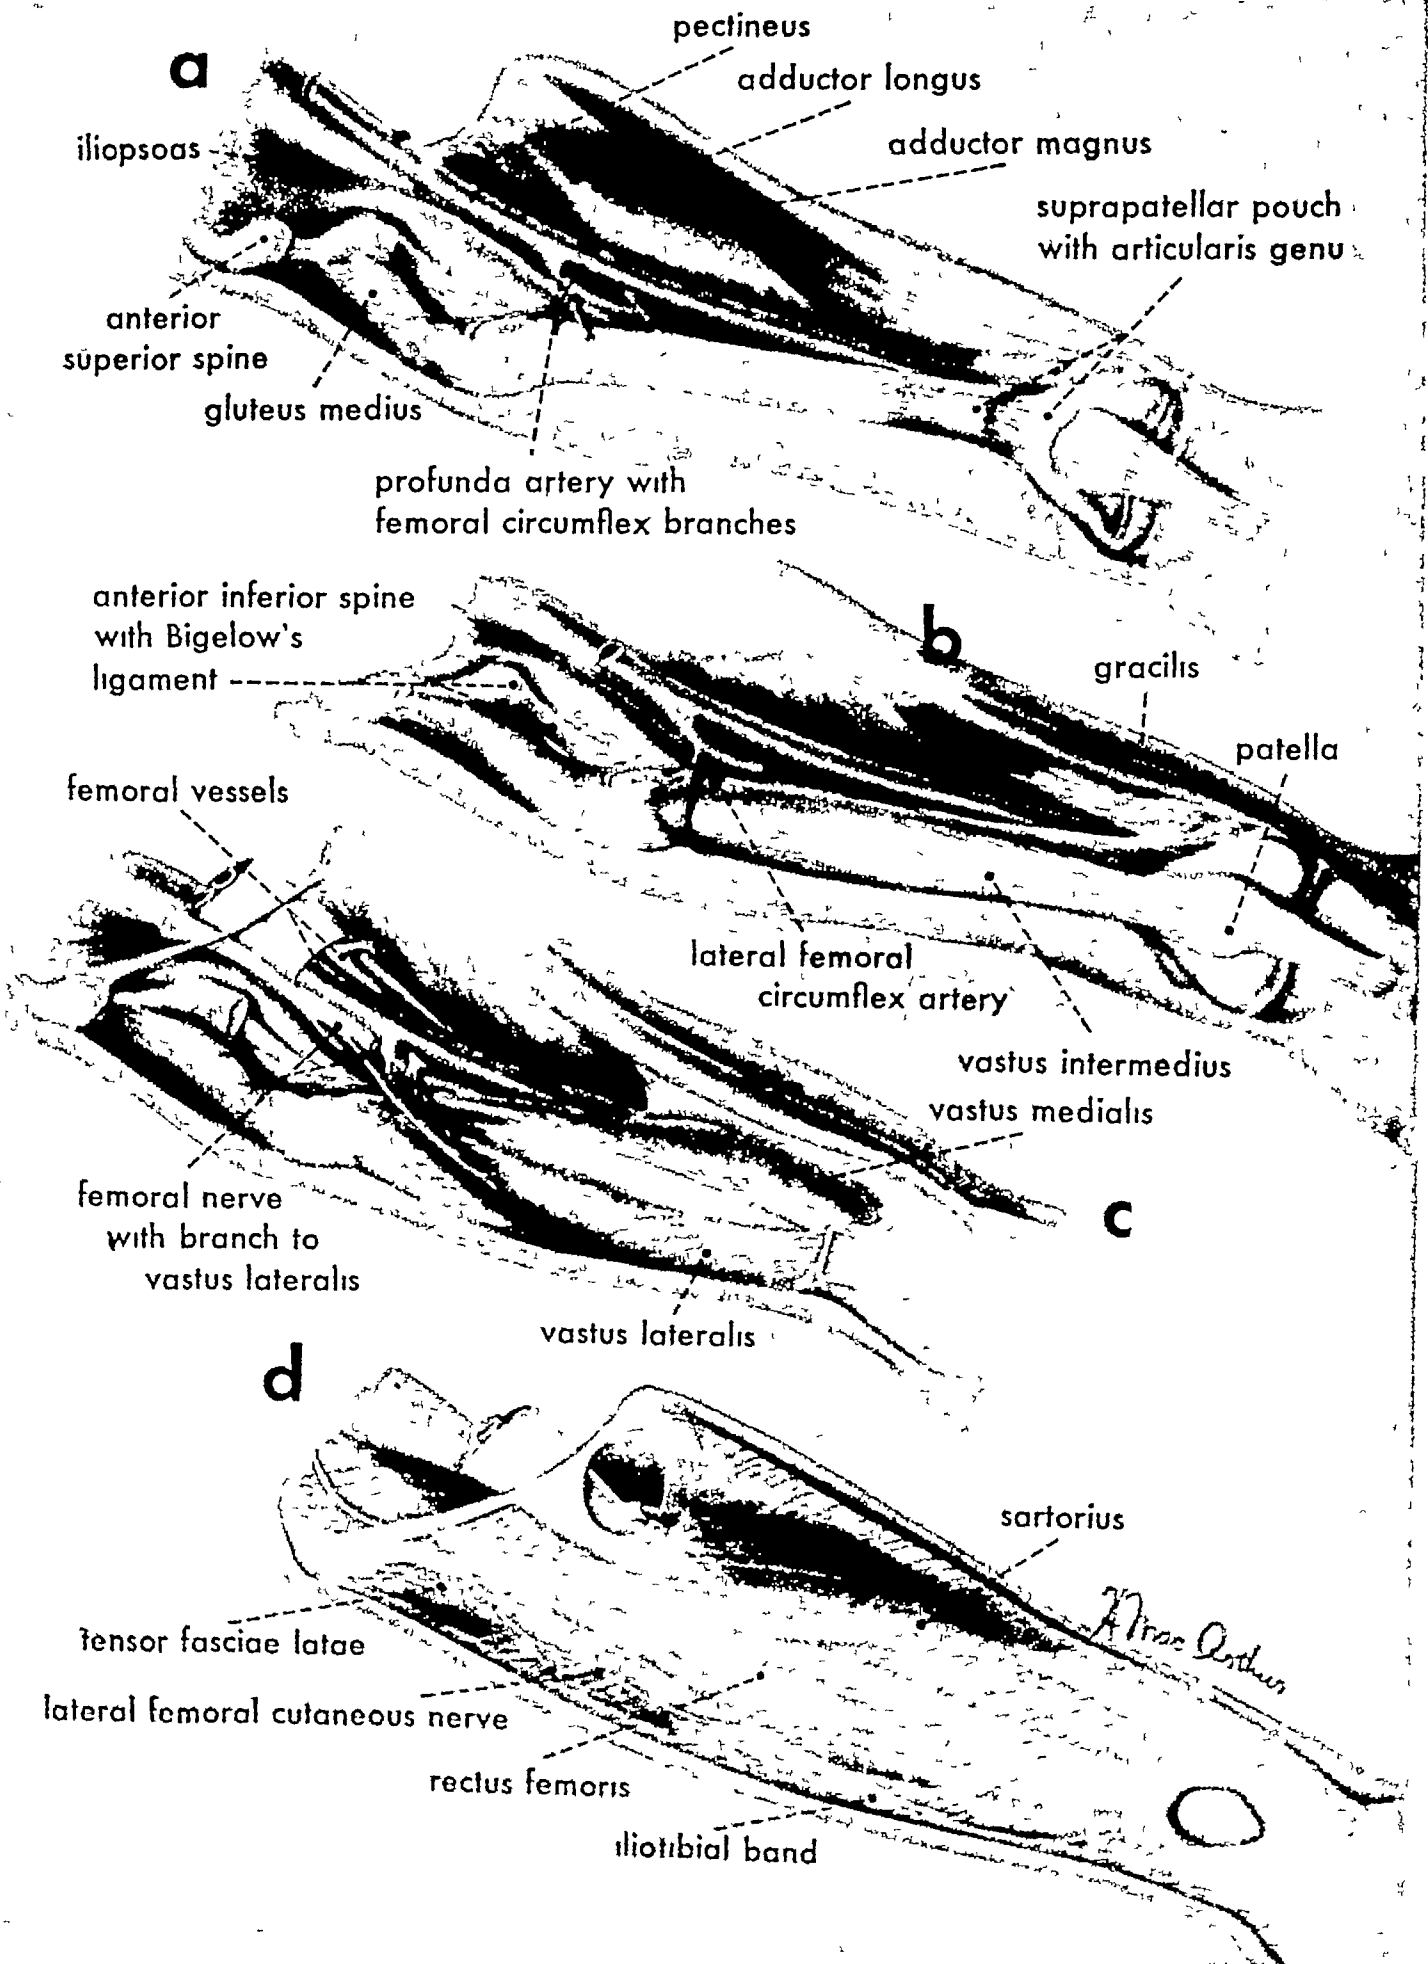 a
pectineus
adductor longus
iliopsoas
adductor magnus
suprapatellar pouch
with articularis genu
anterior
superior spine
gluteus medius
profunda artery with
femoral circumflex branches
anterior inferior spine
with Bigelow's
ligament
b
gracilis
patella
femoral vessels
lateral femoral
circumflex artery
vastus intermedius
vastus medialis
c
femoral nerve
with branch to
vastus lateralis
vastus lateralis
d
sartorius
MacArthur
tensor fasciae latae
lateral femoral cutaneous nerve
rectus femoris
iliotibial band